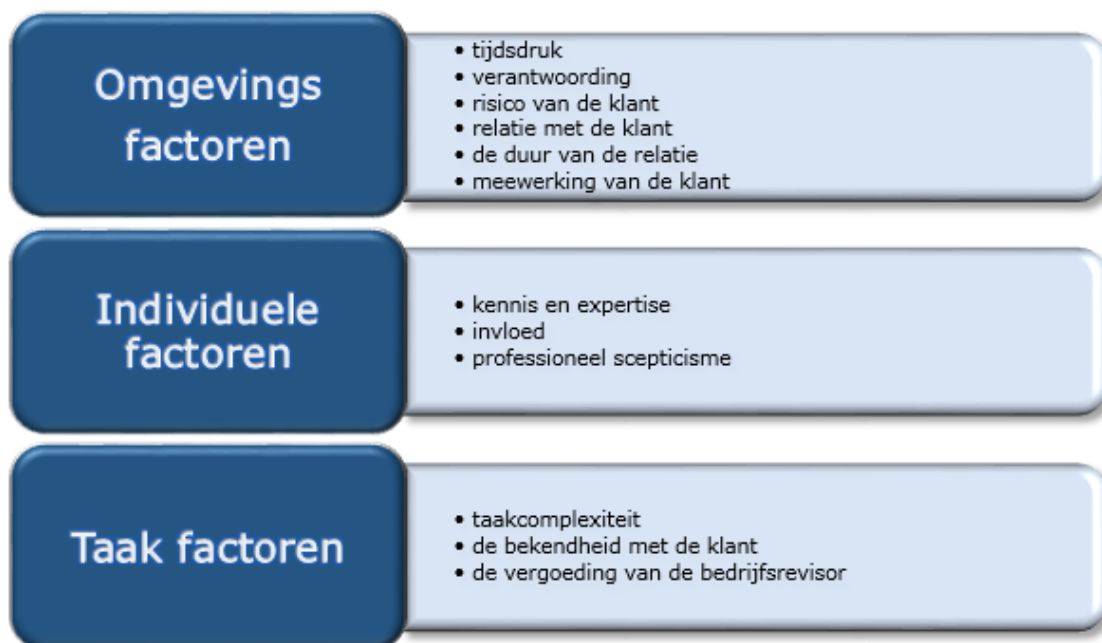 Omgevings
factoren
• tijdsdruk
• verantwoording
• risico van de klant
• relatie met de klant
• de duur van de relatie
• meewerking van de klant
Individuele
factoren
• kennis en expertise
• invloed
• professioneel scepticisme
Taak factoren
• taakcomplexiteit
• de bekendheid met de klant
• de vergoeding van de bedrijfsrevisor